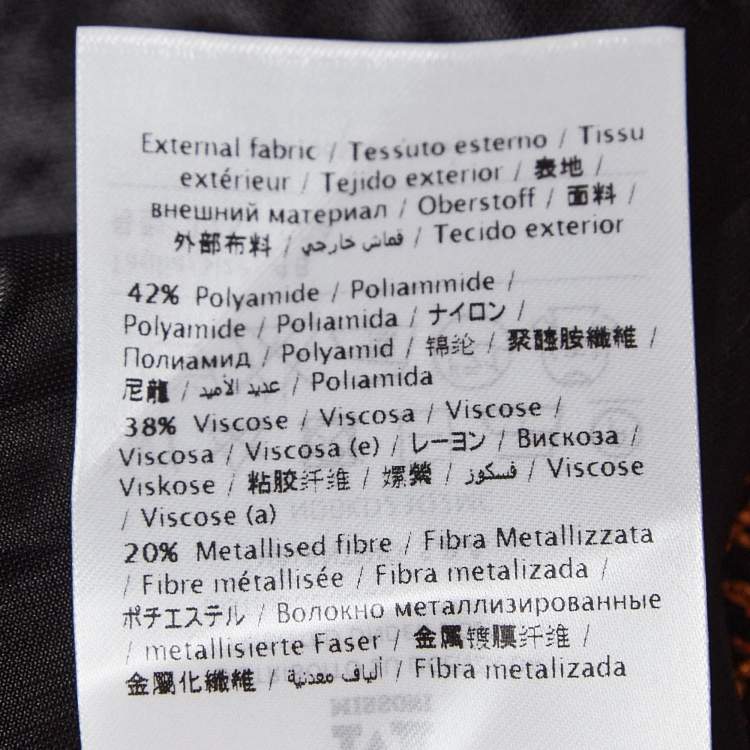 External fabric / Tessuto esterno / Tissu
extérieur / Tejido exterior / 表地 /
внешний материал / Oberstoff / 面料 /
外部布料 / قماش خارجي / Tecido exterior
42% Polyamide / Poliammide /
Polyamide / Poliamida / ナイロン /
Полиамид / Polyamid / 锦纶 / 聚醯胺纖維 /
尼龍 / عديد الأميد / Poliamida
38% Viscose / Viscosa / Viscose /
Viscosa / Viscosa (e) / レーヨン / Вискоза /
Viskose / 粘胶纤维 / 嫘縈 / فسكوز / Viscose
/ Viscose (a)
20% Metallised fibre / Fibra Metallizzata
/ Fibre métallisée / Fibra metalizada /
ポチエステル / Волокно металлизированные
/ metallisierte Faser / 金属镀膜纤维 /
金屬化纖維 / ألياف معدنية / Fibra metalizada